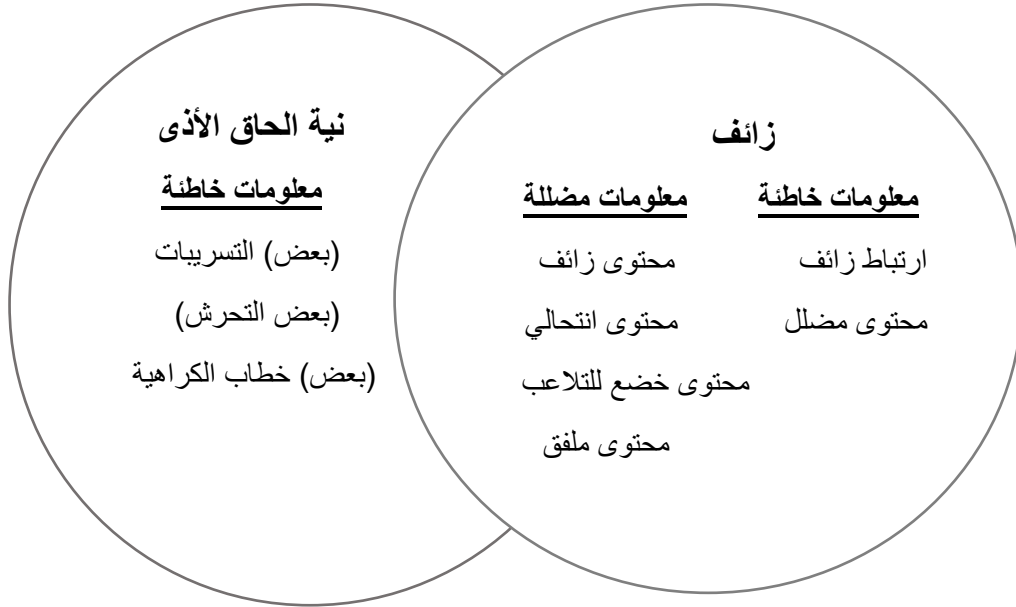 زائف
معلومات خاطئة
ارتباط زائف
محتوى مضلل
معلومات مضللة
محتوى زائف
محتوى انتحالي
محتوى خضع للتلاعب
محتوى ملفق
نية الحاق الأذى
معلومات خاطئة
(بعض) التسريبات
(بعض التحرش)
(بعض) خطاب الكراهية